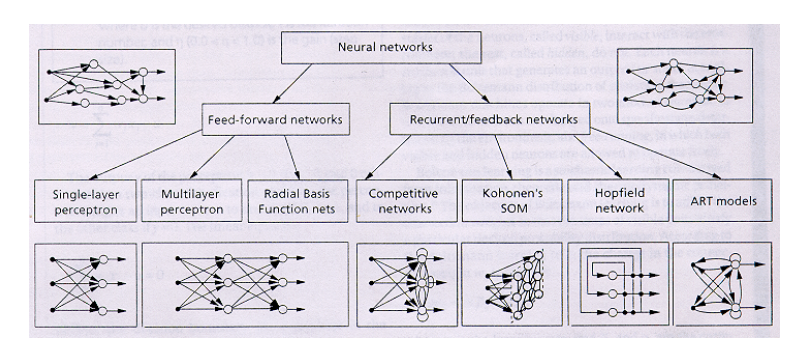 Neural networks
Feed-forward networks
Recurrent/feedback networks
Single-layer
perceptron
Multilayer
perceptron
Radial Basis
Function nets
Competitive
networks
Kohonen's
SOM
Hopfield
network
ART models